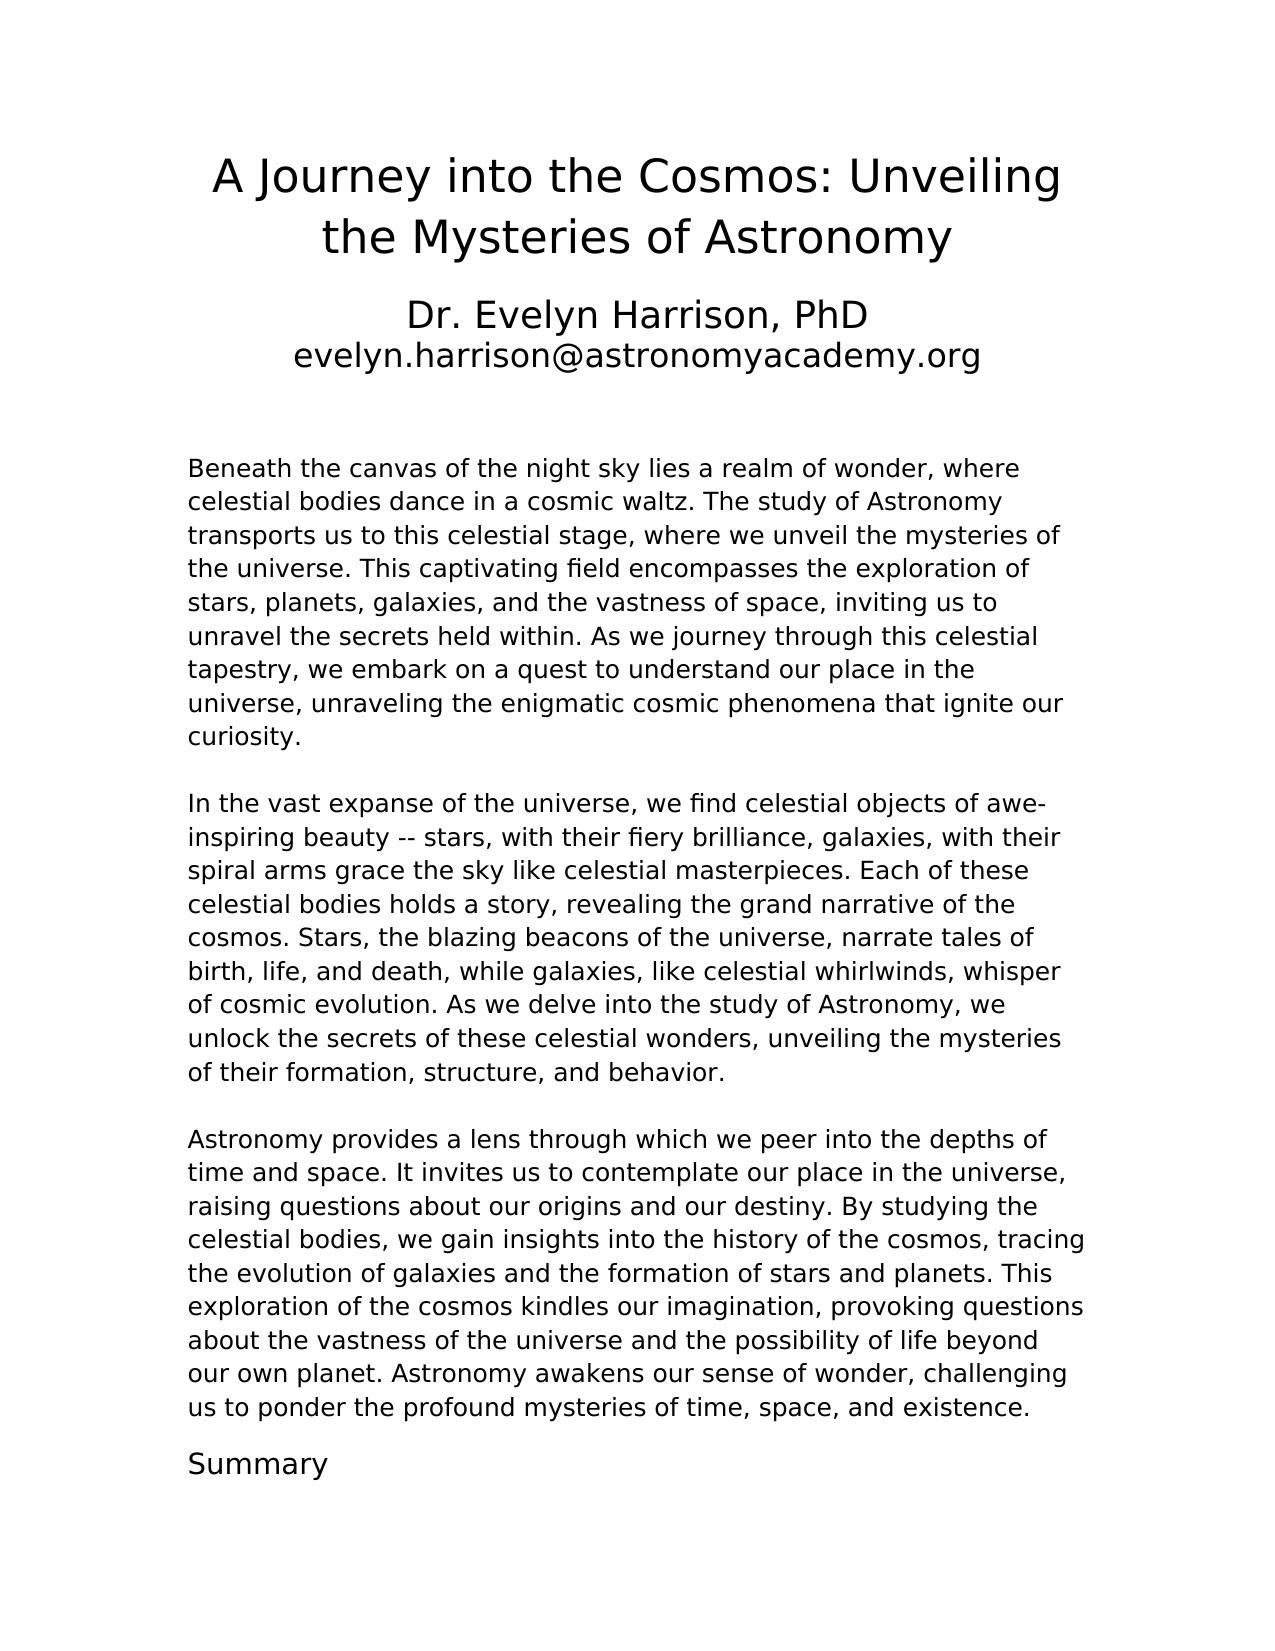 A Journey into the Cosmos: Unveiling
the Mysteries of Astronomy
Dr. Evelyn Harrison, PhD
evelyn.harrison@astronomyacademy.org
Beneath the canvas of the night sky lies a realm of wonder, where
celestial bodies dance in a cosmic waltz. The study of Astronomy
transports us to this celestial stage, where we unveil the mysteries of
the universe. This captivating field encompasses the exploration of
stars, planets, galaxies, and the vastness of space, inviting us to
unravel the secrets held within. As we journey through this celestial
tapestry, we embark on a quest to understand our place in the
universe, unraveling the enigmatic cosmic phenomena that ignite our
curiosity.
In the vast expanse of the universe, we find celestial objects of awe-
inspiring beauty -- stars, with their fiery brilliance, galaxies, with their
spiral arms grace the sky like celestial masterpieces. Each of these
celestial bodies holds a story, revealing the grand narrative of the
cosmos. Stars, the blazing beacons of the universe, narrate tales of
birth, life, and death, while galaxies, like celestial whirlwinds, whisper
of cosmic evolution. As we delve into the study of Astronomy, we
unlock the secrets of these celestial wonders, unveiling the mysteries
of their formation, structure, and behavior.
Astronomy provides a lens through which we peer into the depths of
time and space. It invites us to contemplate our place in the universe,
raising questions about our origins and our destiny. By studying the
celestial bodies, we gain insights into the history of the cosmos, tracing
the evolution of galaxies and the formation of stars and planets. This
exploration of the cosmos kindles our imagination, provoking questions
about the vastness of the universe and the possibility of life beyond
our own planet. Astronomy awakens our sense of wonder, challenging
us to ponder the profound mysteries of time, space, and existence.
Summary